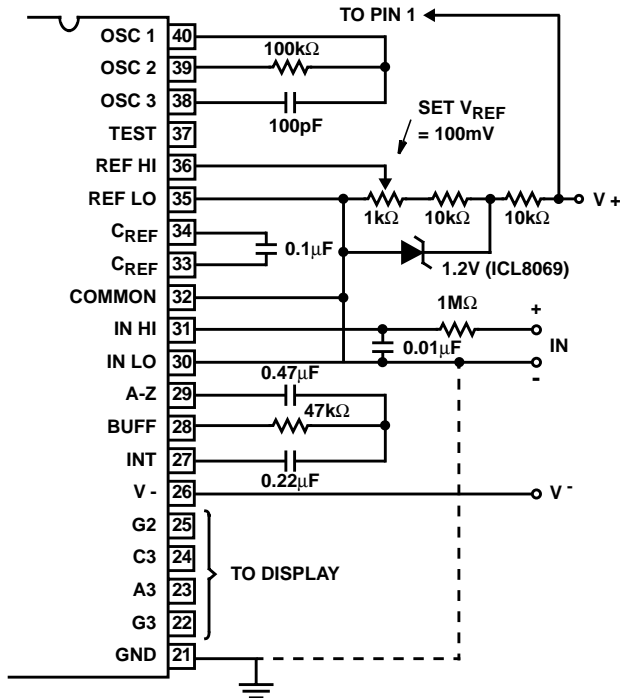 TO PIN 1
OSC 1 40
100kΩ
OSC 2 39
OSC 3 38
100pF
SET VREF
= 100mV
TEST 37
REF HI 36
REF LO 35
V +
1kΩ 10kΩ 10kΩ
CREF 34
0.1μF
CREF 33
1.2V (ICL8069)
COMMON 32
1MΩ
+
IN HI 31
IN
0.01μF
IN LO 30
-
0.47μF
A-Z 29
47kΩ
BUFF 28
INT 27
0.22μF
V - 26
V -
G2 25
C3 24
TO DISPLAY
A3 23
G3 22
GND 21